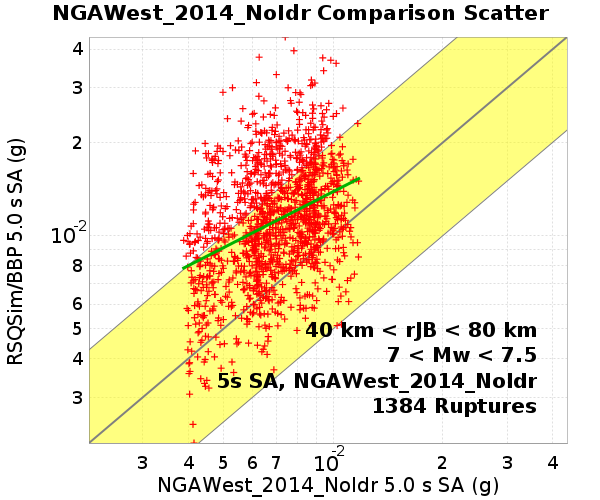 NGAWest_2014_NoIdr Comparison Scatter
4
3
2
10-2
8
6
5
4
3
RSQSim/BBP 5.0 s SA (g)
40 km < rJB < 80 km
7 < Mw < 7.5
5s SA, NGAWest_2014_NoIdr
1384 Ruptures
3 4 5 6 7 10-2 2 3 4
NGAWest_2014_NoIdr 5.0 s SA (g)